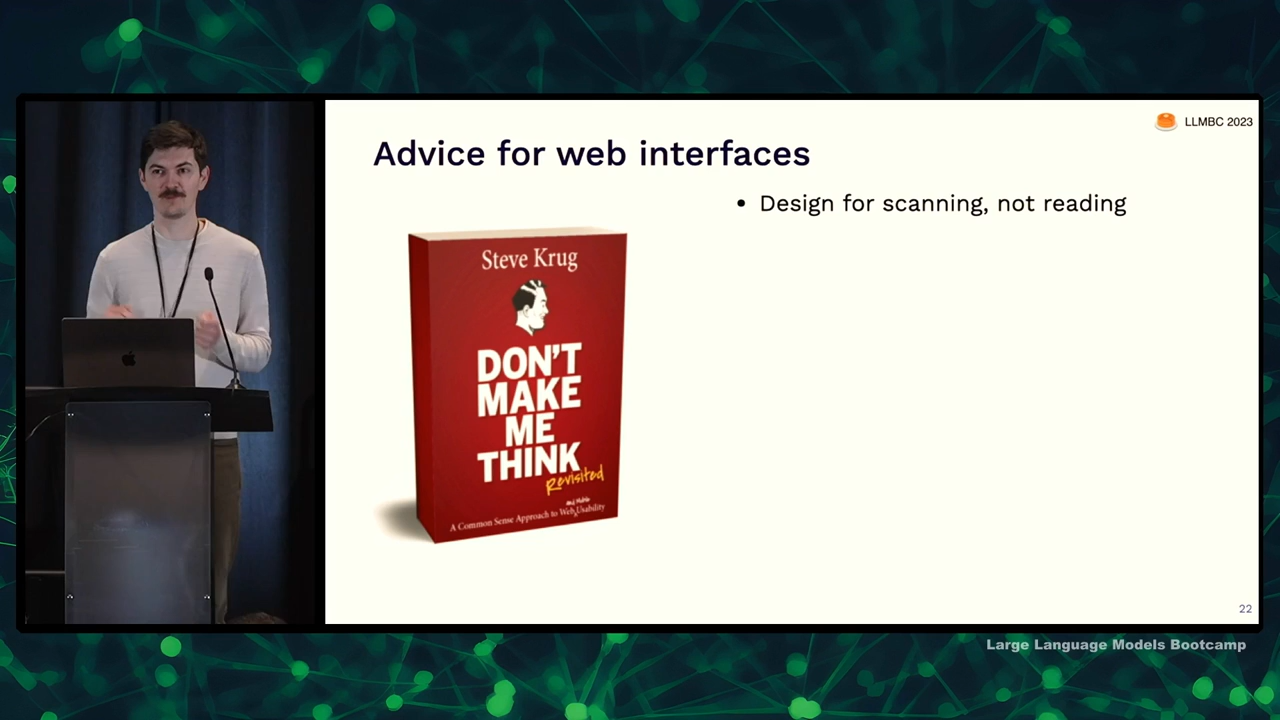 LLMBC 2023
Advice for web interfaces
• Design for scanning, not reading
Steve Krug
DON'T
MAKE
ME
THINK
Revisited
and Mobile
A Common Sense Approach to Web Usability
22
Large Language Models Bootcamp